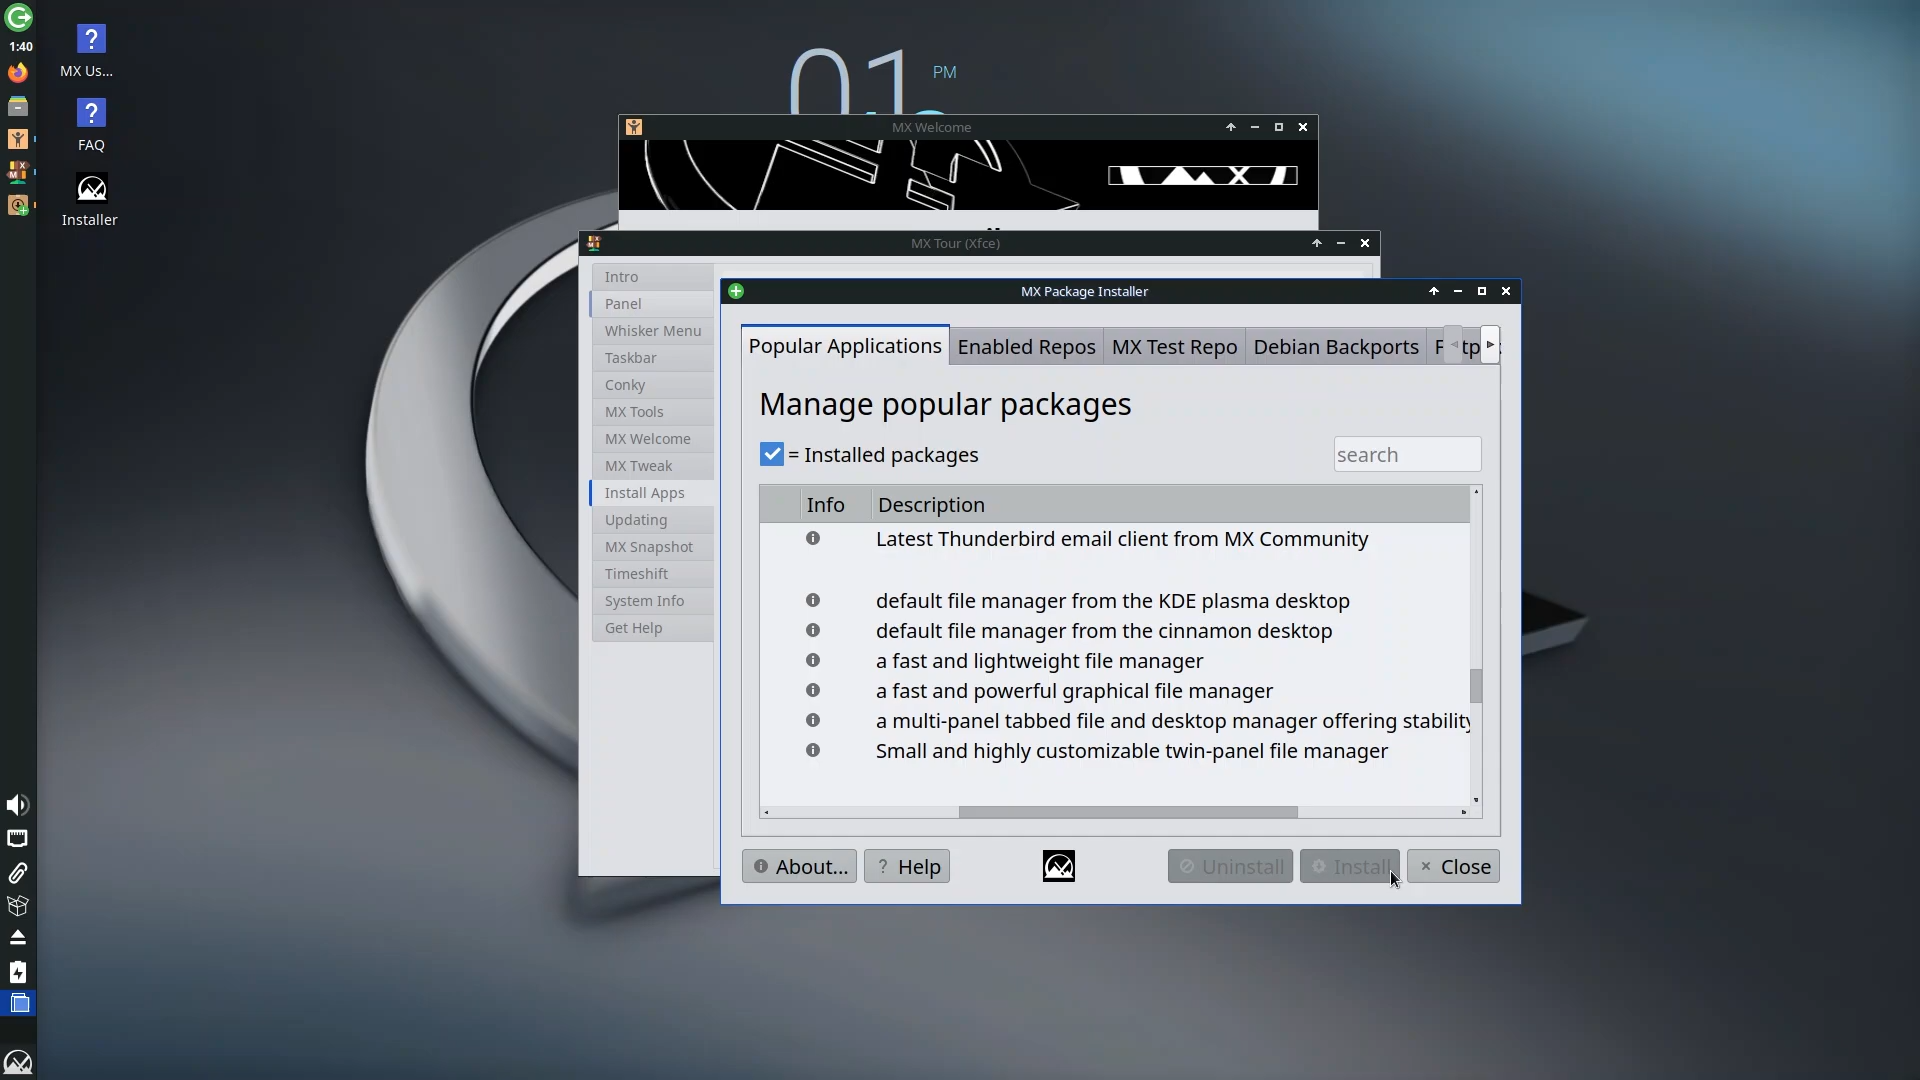 1:40
MX Us...
FAQ
Installer
01
PM
MX Welcome
MX
MX Tour (Xfce)
Intro
Panel
Whisker Menu
Taskbar
Conky
MX Tools
MX Welcome
MX Tweak
Install Apps
Updating
MX Snapshot
Timeshift
System Info
Get Help
MX Package Installer
Popular Applications
Enabled Repos
MX Test Repo
Debian Backports
Manage popular packages
= Installed packages
search
Info
Description
Latest Thunderbird email client from MX Community
default file manager from the KDE plasma desktop
default file manager from the cinnamon desktop
a fast and lightweight file manager
a fast and powerful graphical file manager
a multi-panel tabbed file and desktop manager offering stability
Small and highly customizable twin-panel file manager
About...
? Help
Uninstall
Install
Close